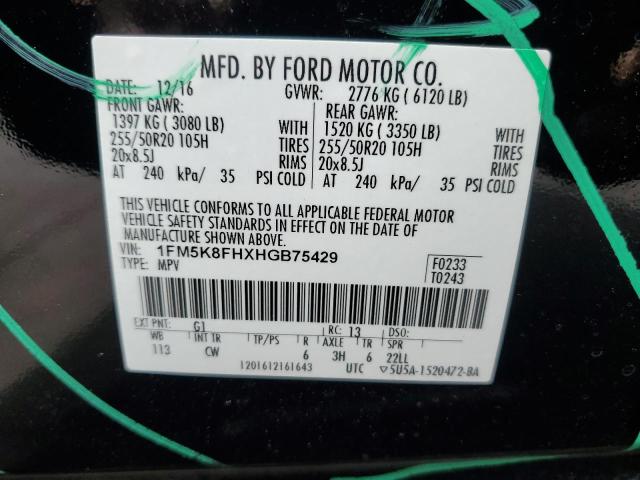 MFD. BY FORD MOTOR CO.
DATE: 12/16 GVWR: 2776 KG ( 6120 LB)
FRONT GAWR: REAR GAWR:
1397 KG ( 3080 LB) WITH 1520 KG ( 3350 LB) WITH
255/50R20 105H TIRES 255/50R20 105H TIRES
20x8.5J RIMS 20x8.5J RIMS
AT 240 kPa/ 35 PSI COLD AT 240 kPa/ 35 PSI COLD
THIS VEHICLE CONFORMS TO ALL APPLICABLE FEDERAL MOTOR
VEHICLE SAFETY STANDARDS IN EFFECT ON THE DATE OF
MANUFACTURE SHOWN ABOVE.
VIN: 1FM5K8FHXHGB75429
TYPE: MPV
F0233
T0243
EXT PNT: G1 RC: 13 DSO:
WB INT TR TP/PS R AXLE TR SPR
113 CW 6 3H 6 22LL
1201612161643 UTC ▽5U5A-1520472-BA